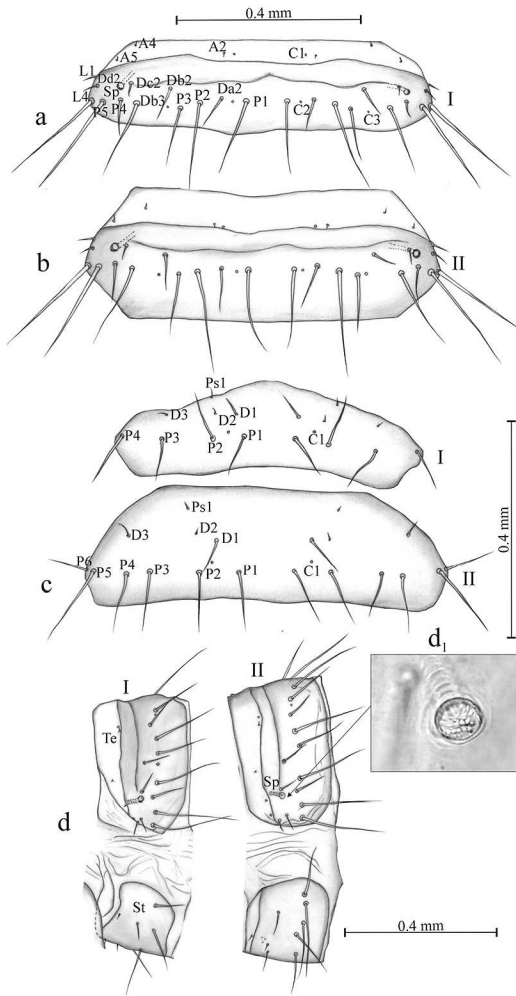 0.4 mm
A4 A2 C1
A5
L1
Dd2 Dc2 Db2
Sp Da2
L4 P5 P4 Db3 P3 P2 P1 C2 C3 I
a
b II
Ps1
D3 D2 D1
P4 P3 P2 P1 C1 I
0.4 mm
Ps1
D3 D2 D1
P6 P5 P4 P3 P2 P1 C1 II
c
d1
I II
Te Sp
d
St
0.4 mm